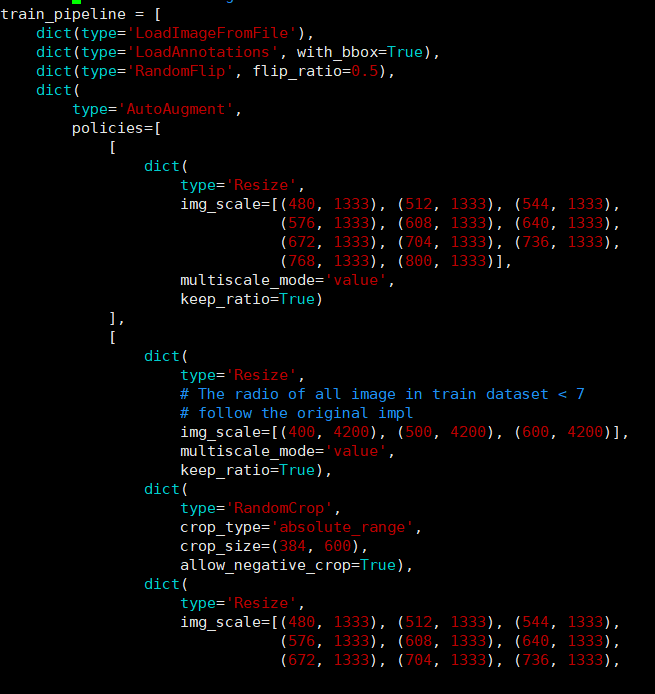 train_pipeline = [
    dict(type='LoadImageFromFile'),
    dict(type='LoadAnnotations', with_bbox=True),
    dict(type='RandomFlip', flip_ratio=0.5),
    dict(
        type='AutoAugment',
        policies=[
            [
                dict(
                    type='Resize',
                    img_scale=[(480, 1333), (512, 1333), (544, 1333),
                               (576, 1333), (608, 1333), (640, 1333),
                               (672, 1333), (704, 1333), (736, 1333),
                               (768, 1333), (800, 1333)],
                    multiscale_mode='value',
                    keep_ratio=True)
            ],
            [
                dict(
                    type='Resize',
                    # The radio of all image in train dataset < 7
                    # follow the original impl
                    img_scale=[(400, 4200), (500, 4200), (600, 4200)],
                    multiscale_mode='value',
                    keep_ratio=True),
                dict(
                    type='RandomCrop',
                    crop_type='absolute_range',
                    crop_size=(384, 600),
                    allow_negative_crop=True),
                dict(
                    type='Resize',
                    img_scale=[(480, 1333), (512, 1333), (544, 1333),
                               (576, 1333), (608, 1333), (640, 1333),
                               (672, 1333), (704, 1333), (736, 1333),